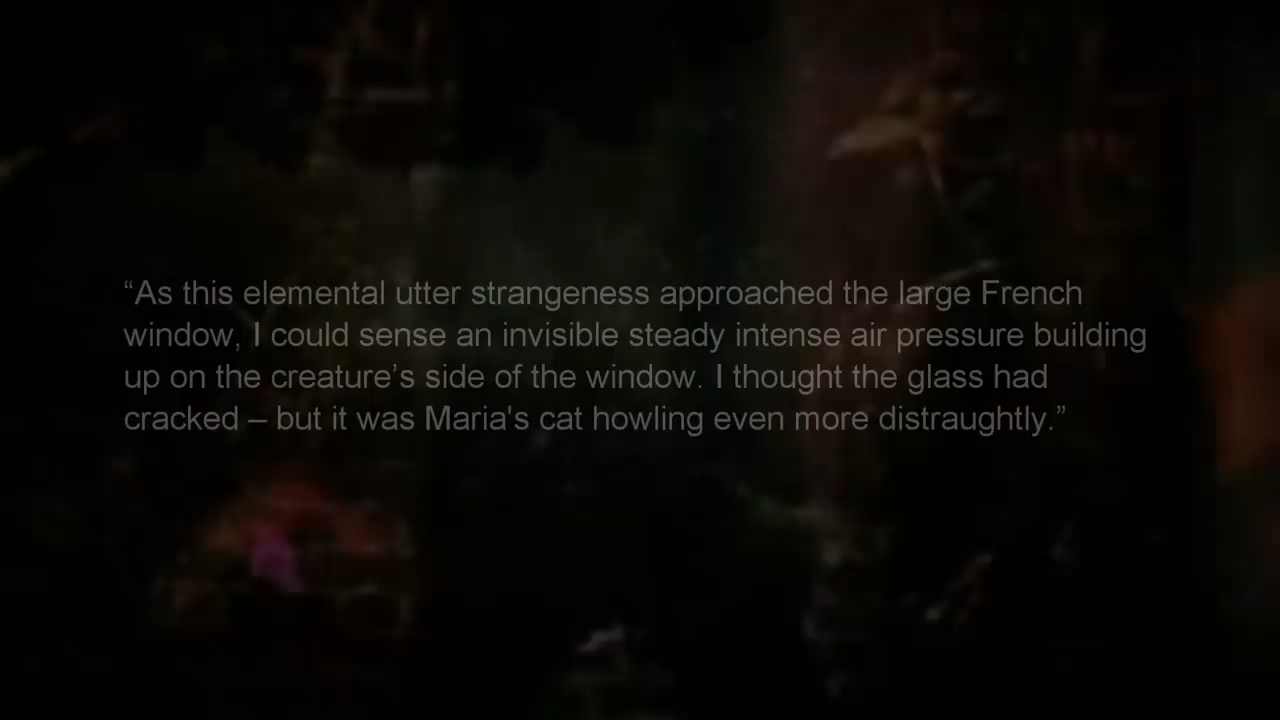 “As this elemental utter strangeness approached the large French
window, I could sense an invisible steady intense air pressure building
up on the creature’s side of the window. I thought the glass had
cracked – but it was Maria's cat howling even more distraughtly.”